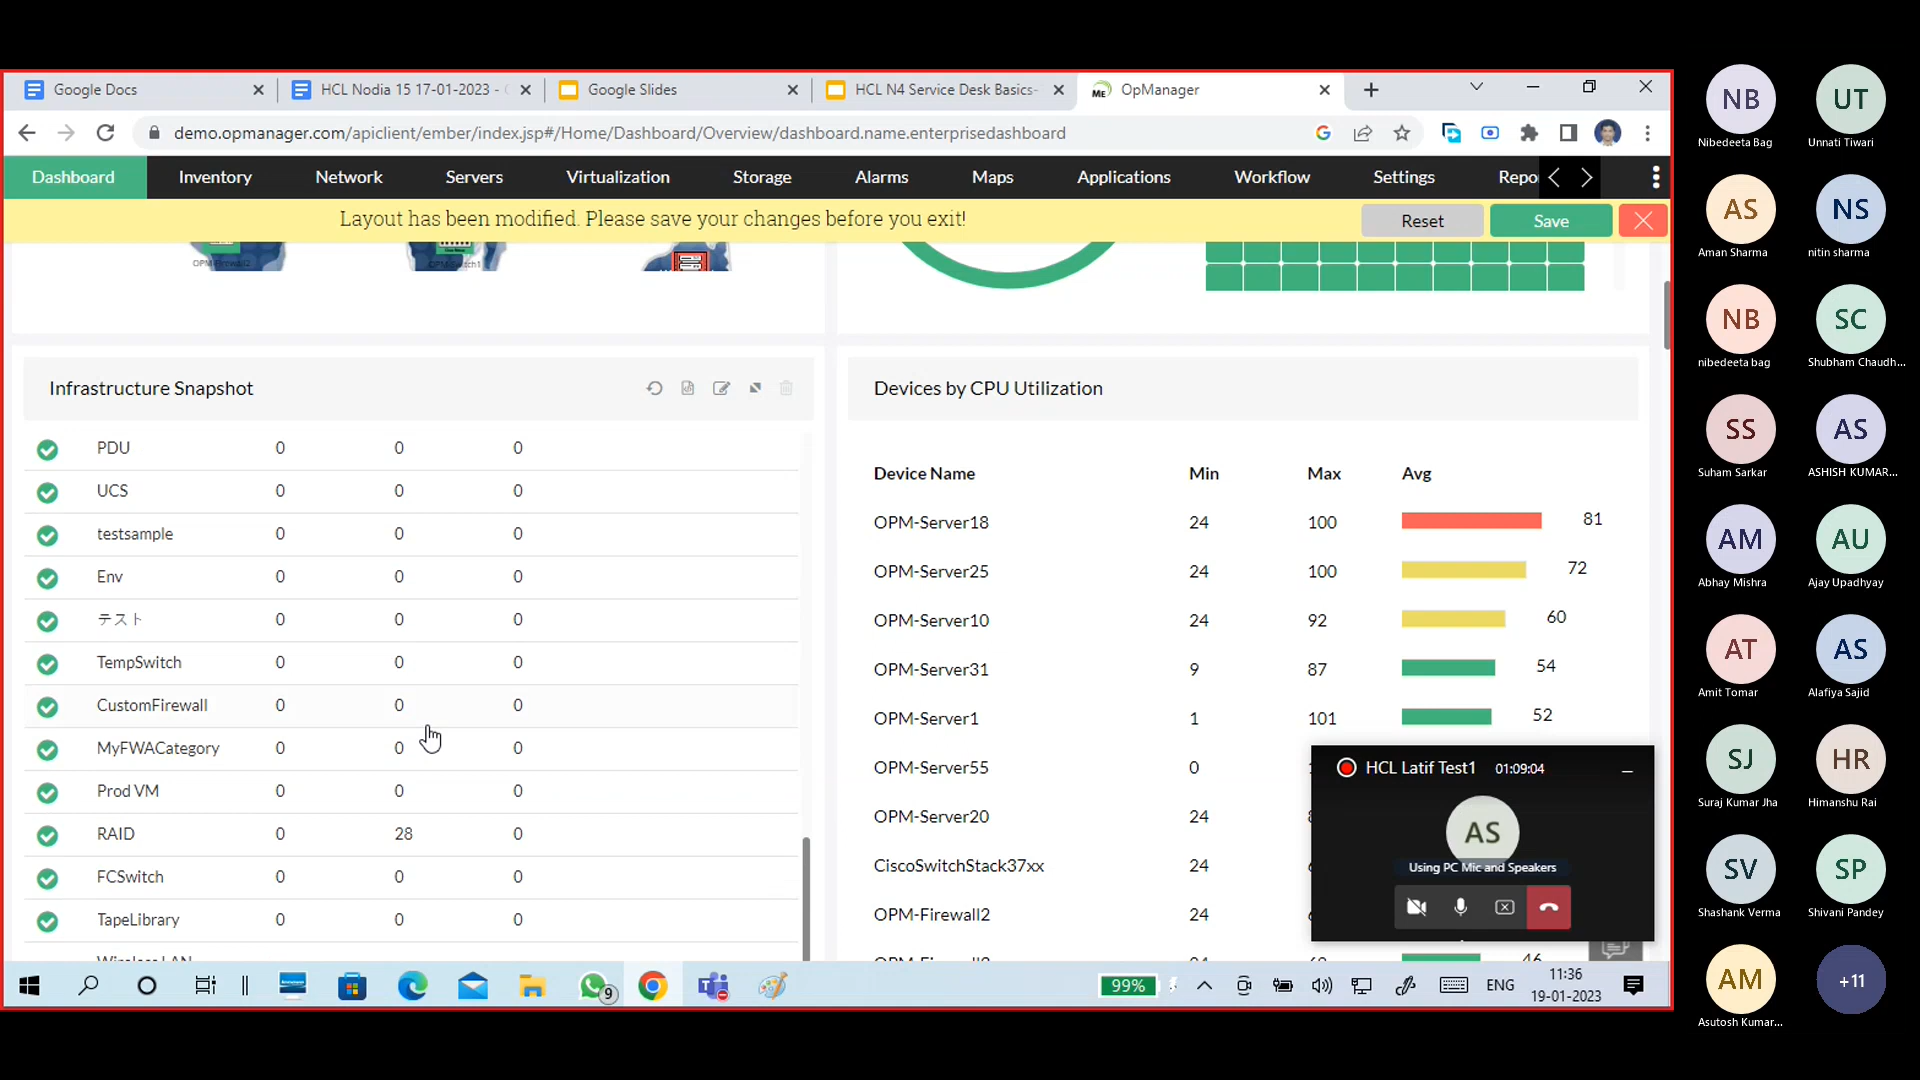 Google Docs
HCL Nodia 15 17-01-2023 -
Google Slides
HCL N4 Service Desk Basics-
ME OpManager
demo.opmanager.com/apiclient/ember/index.jsp#/Home/Dashboard/Overview/dashboard.name.enterprisedashboard
Dashboard Inventory Network Servers Virtualization Storage Alarms Maps Applications Workflow Settings Repo
Layout has been modified. Please save your changes before you exit!
Reset Save
OPM-Firewall2
OPM-Switch1
Infrastructure Snapshot
PDU 0 0 0
UCS 0 0 0
testsample 0 0 0
Env 0 0 0
テスト 0 0 0
TempSwitch 0 0 0
CustomFirewall 0 0 0
MyFWACategory 0 0 0
Prod VM 0 0 0
RAID 0 28 0
FCSwitch 0 0 0
TapeLibrary 0 0 0
Devices by CPU Utilization
Device Name Min Max Avg
OPM-Server18 24 100 81
OPM-Server25 24 100 72
OPM-Server10 24 92 60
OPM-Server31 9 87 54
OPM-Server1 1 101 52
OPM-Server55 0
OPM-Server20 24
CiscoSwitchStack37xx 24
OPM-Firewall2 24
46
HCL Latif Test1 01:09:04
AS
Using PC Mic and Speakers
9
99%
ENG
11:36
19-01-2023
NB
Nibedeeta Bag
UT
Unnati Tiwari
AS
Aman Sharma
NS
nitin sharma
NB
nibedeeta bag
SC
Shubham Chaudh...
SS
Suham Sarkar
AS
ASHISH KUMAR...
AM
Abhay Mishra
AU
Ajay Upadhyay
AT
Amit Tomar
AS
Alafiya Sajid
SJ
Suraj Kumar Jha
HR
Himanshu Rai
SV
Shashank Verma
SP
Shivani Pandey
AM
Asutosh Kumar...
+11